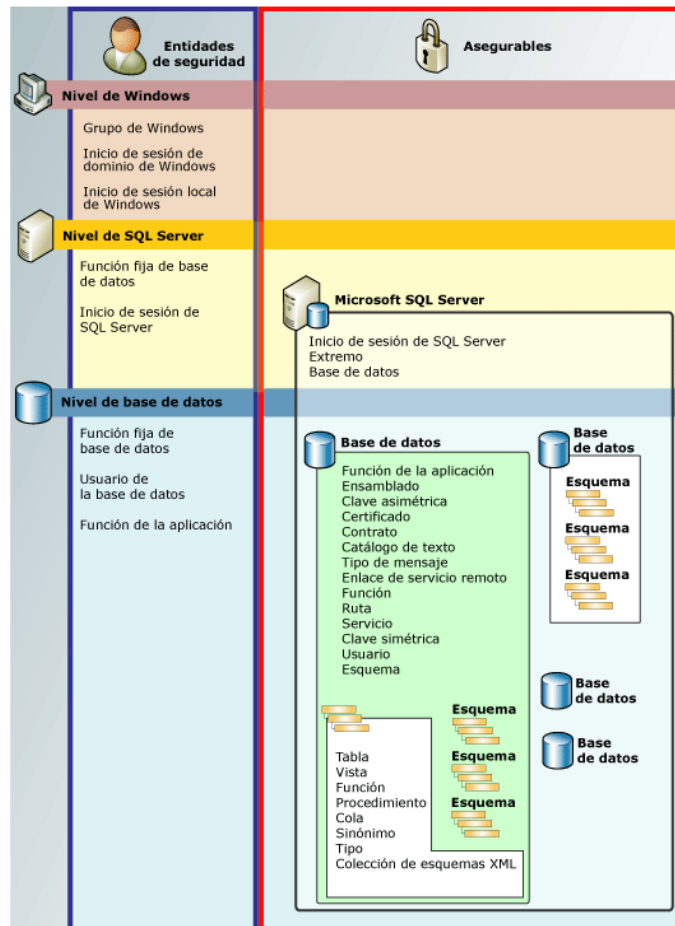 Entidades
de seguridad
Asegurables
Nivel de Windows
Grupo de Windows
Inicio de sesión de
dominio de Windows
Inicio de sesión local
de Windows
Nivel de SQL Server
Función fija de base
de datos
Inicio de sesión de
SQL Server
Microsoft SQL Server
Inicio de sesión de SQL Server
Extremo
Base de datos
Nivel de base de datos
Función fija de
base de datos
Usuario de
la base de datos
Función de la aplicación
Base de datos
Función de la aplicación
Ensamblado
Clave asimétrica
Certificado
Contrato
Catálogo de texto
Tipo de mensaje
Enlace de servicio remoto
Función
Ruta
Servicio
Clave simétrica
Usuario
Esquema
Tabla
Vista
Función
Procedimiento
Cola
Sinónimo
Tipo
Colección de esquemas XML
Esquema
Esquema
Esquema
Base
de datos
Esquema
Esquema
Esquema
Base
de datos
Base
de datos